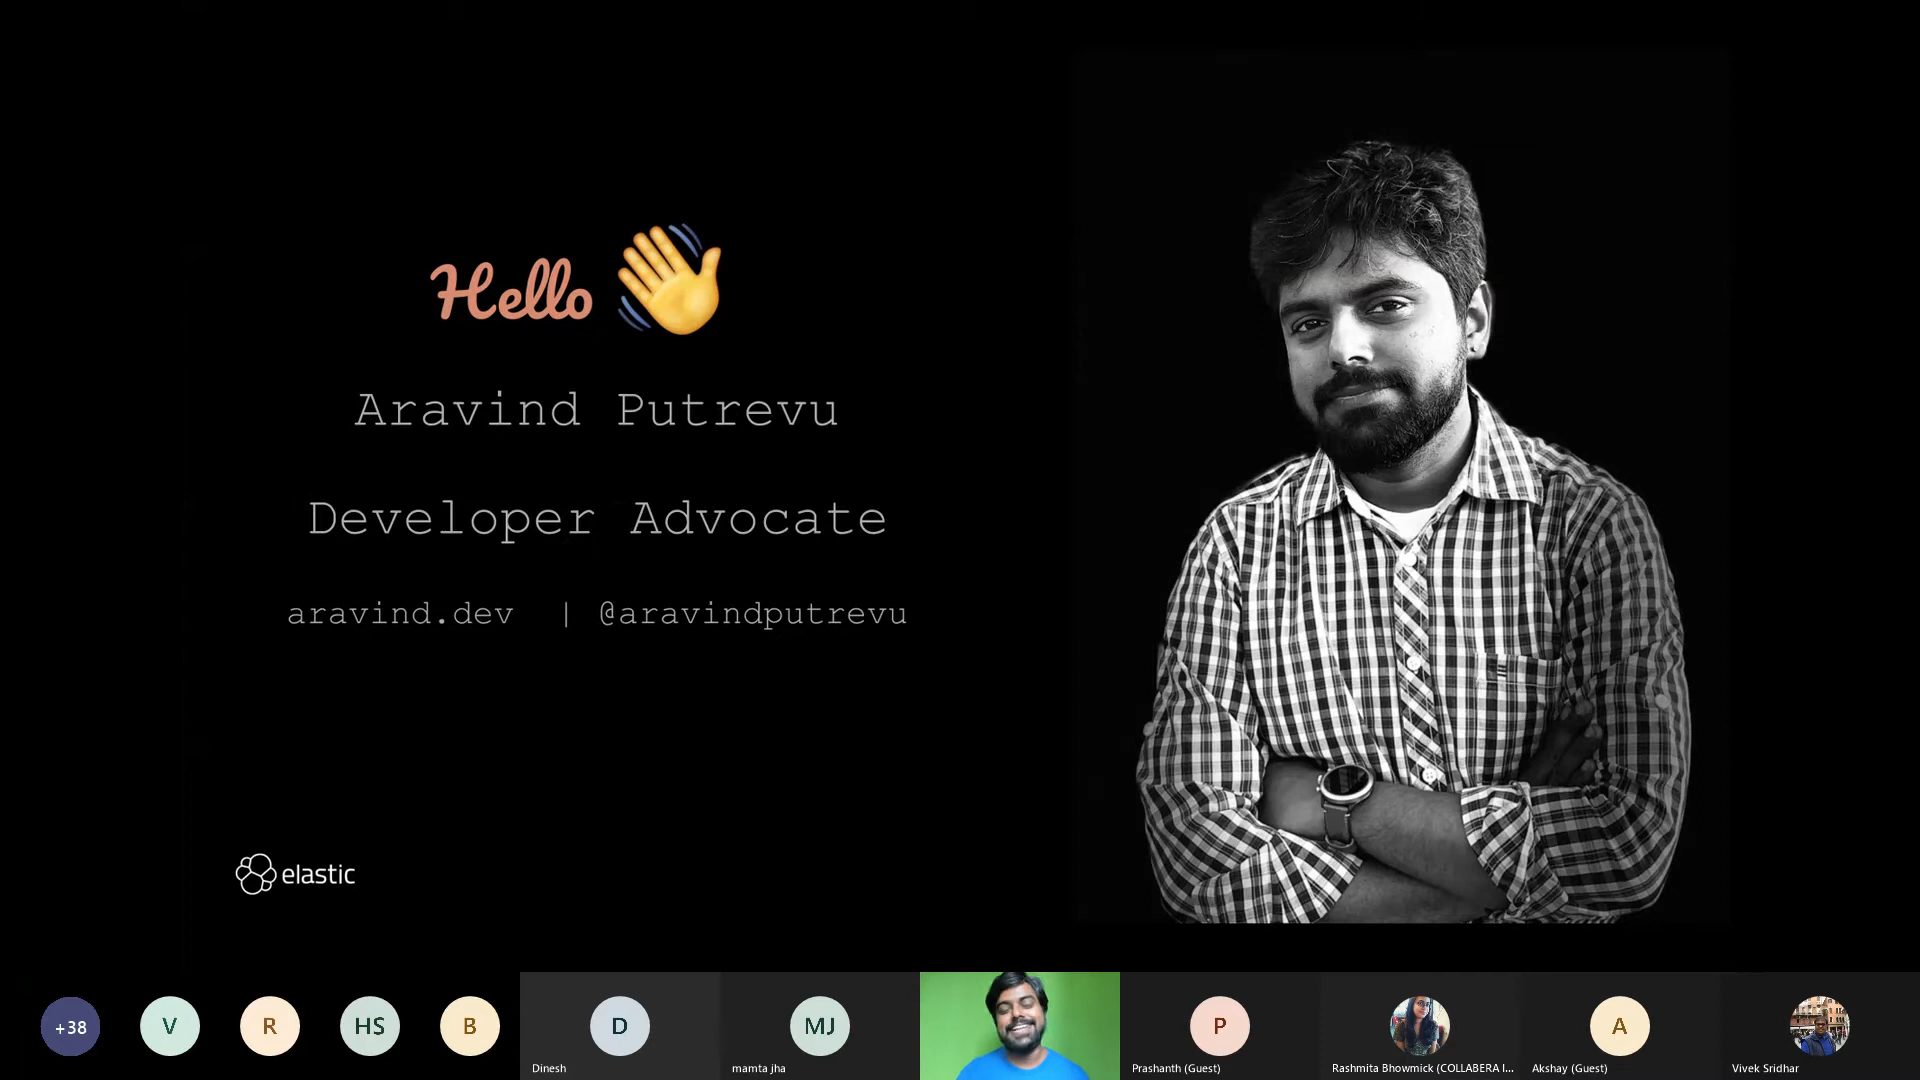 Hello
Aravind Putrevu
Developer Advocate
aravind.dev | @aravindputrevu
elastic
+38
V
R
HS
B
D
MJ
P
A
Dinesh
mamta jha
Prashanth (Guest)
Rashmita Bhowmick (COLLABERA I...
Akshay (Guest)
Vivek Sridhar